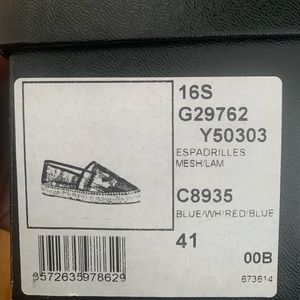 16S
G29762
Y50303
ESPADRILLES
MESH/LAM
C8935
BLUE/WH/RED/BLUE
41
00B
8572635978629
673614